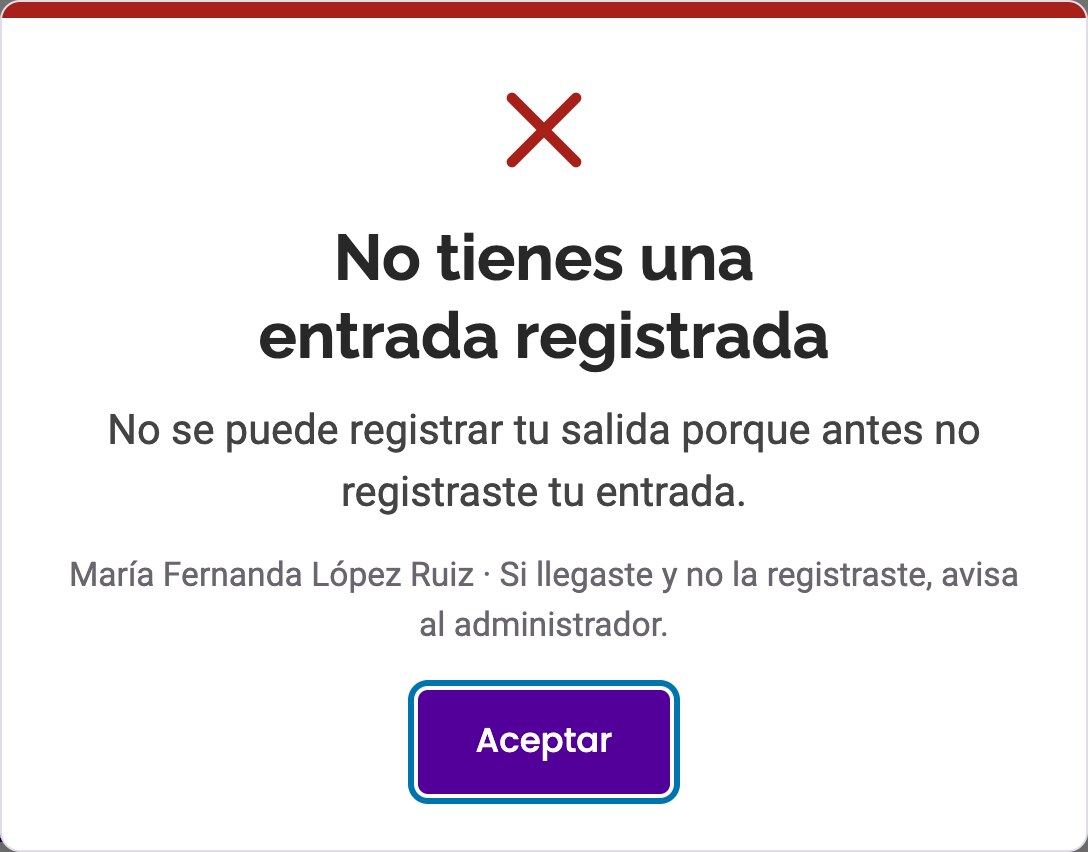 No tienes una
entrada registrada
No se puede registrar tu salida porque antes no
registraste tu entrada.
María Fernanda López Ruiz · Si llegaste y no la registraste, avisa
al administrador.
Aceptar